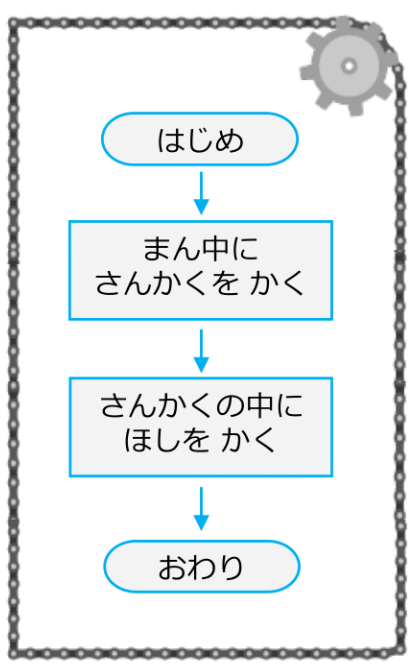 はじめ
まん中に
さんかくを かく
さんかくの中に
ほしを かく
おわり